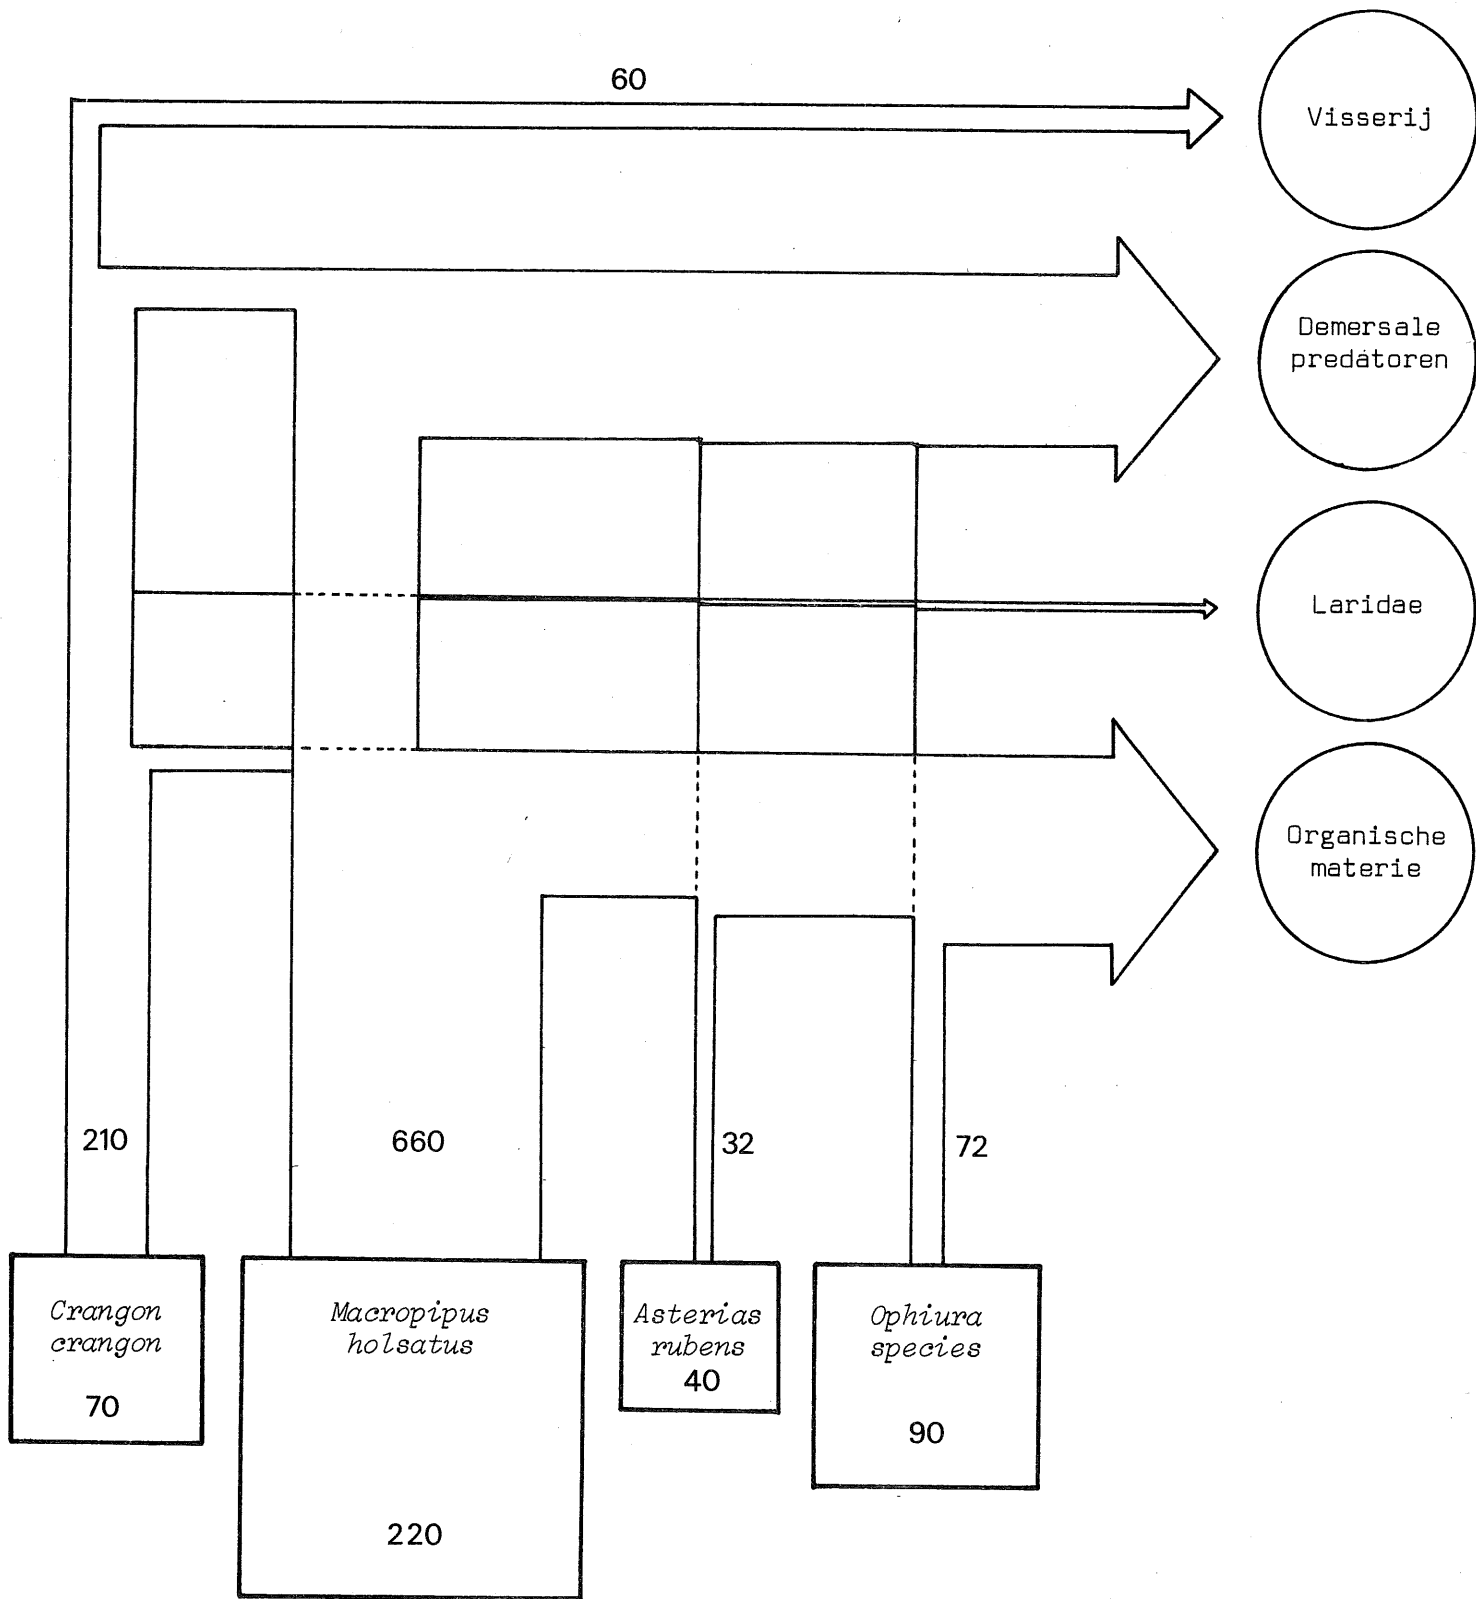 60
Visserij
Demersale
predatoren
Laridae
Organische
materie
210
660
32
72
Crangon
crangon
70
Macropipus
holsatus
220
Asterias
rubens
40
Ophiura
species
90